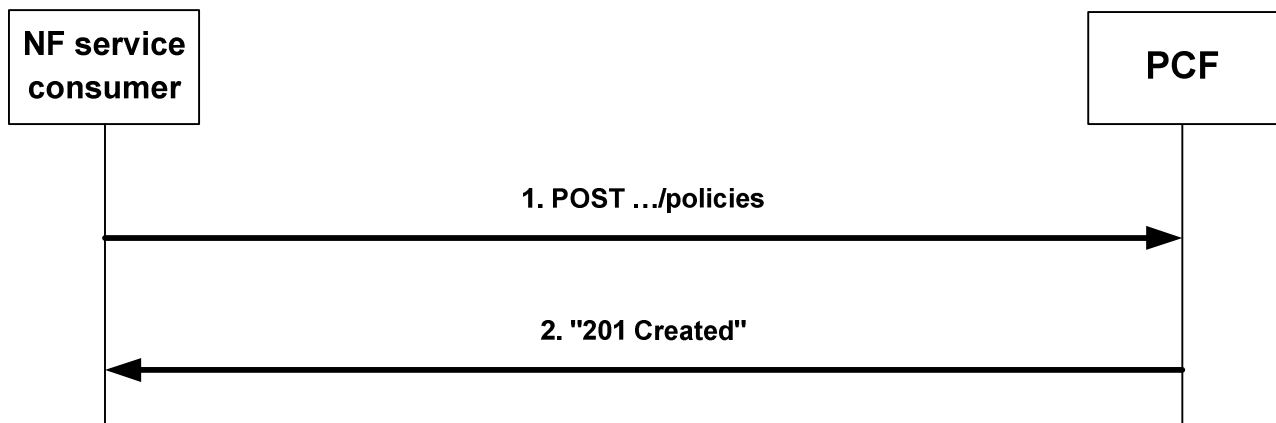 NF service
consumer
PCF
1. POST …/policies
2. "201 Created"